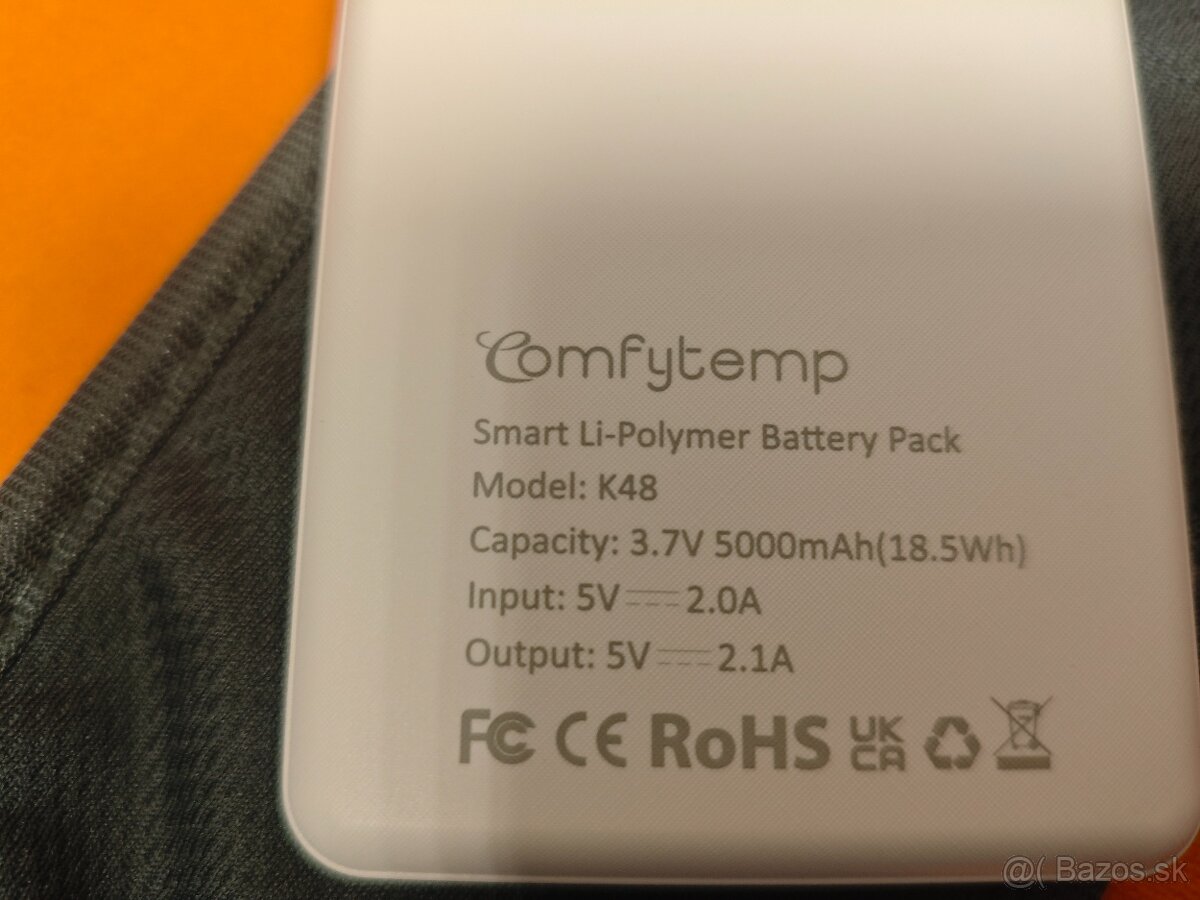 Comfytemp
Smart Li-Polymer Battery Pack
Model: K48
Capacity: 3.7V 5000mAh(18.5Wh)
Input: 5V⎓2.0A
Output: 5V⎓2.1A
FC CE RoHS UK CA
@( Bazos.sk